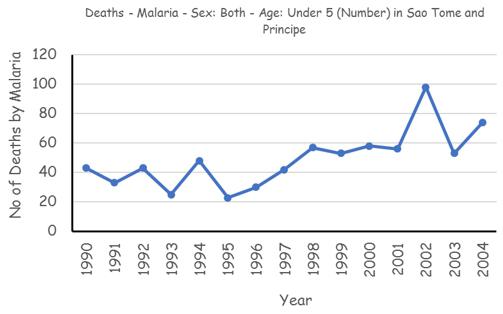 Deaths - Malaria - Sex: Both - Age: Under 5 (Number) in Sao Tome and
Principe
No of Deaths by Malaria
120
100
80
60
40
20
0
1990 1991 1992 1993 1994 1995 1996 1997 1998 1999 2000 2001 2002 2003 2004
Year